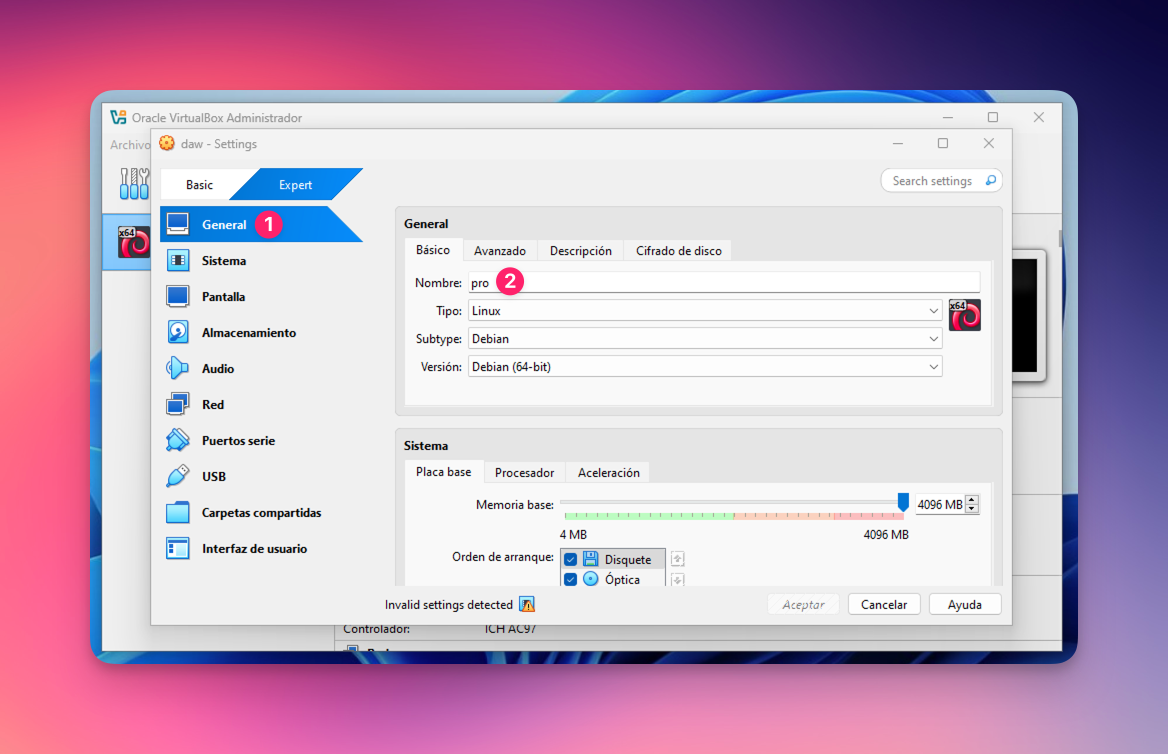 Oracle VirtualBox Administrador
Archivo
daw - Settings
Basic
Expert
Search settings
General 1
Sistema
Pantalla
Almacenamiento
Audio
Red
Puertos serie
USB
Carpetas compartidas
Interfaz de usuario
x64
General
Básico Avanzado Descripción Cifrado de disco
Nombre: pro 2
Tipo: Linux
x64
Subtype: Debian
Versión: Debian (64-bit)
Sistema
Placa base Procesador Aceleración
Memoria base: 4096 MB
4 MB 4096 MB
Orden de arranque: Disquete
Óptica
Invalid settings detected
Aceptar Cancelar Ayuda
Controlador: ICH AC97